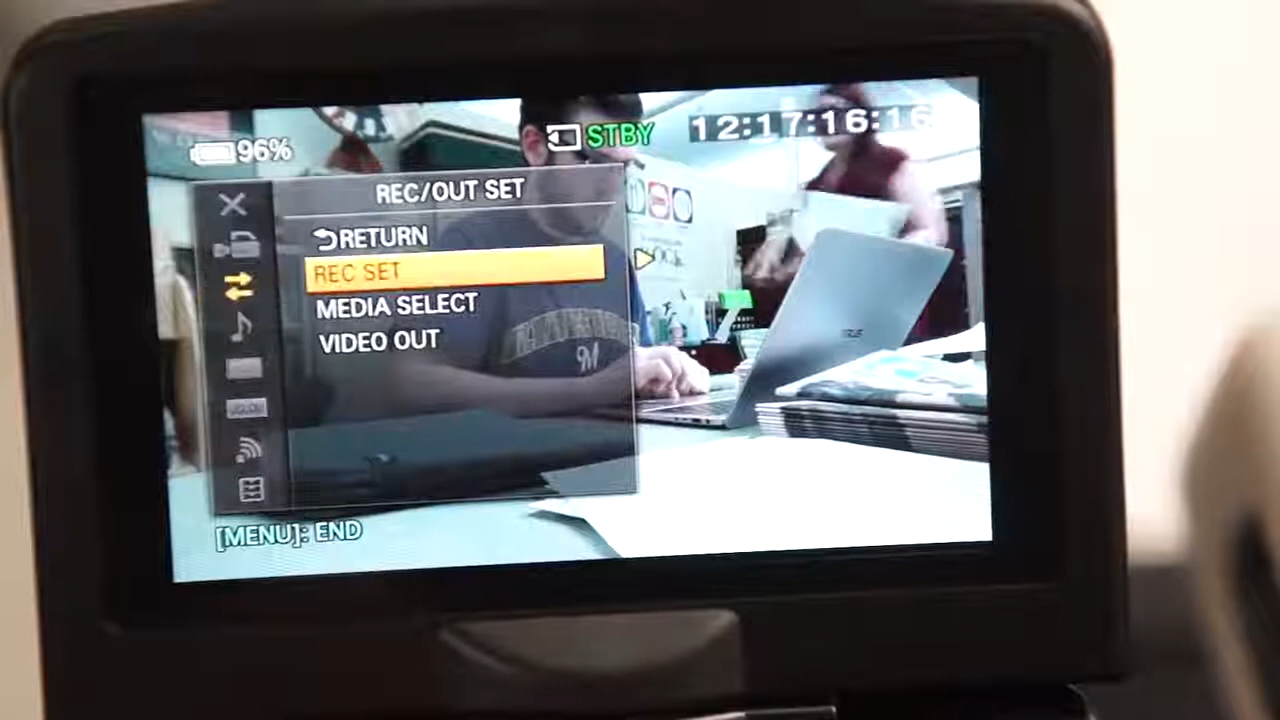 96%
STBY
12:17:16:16
REC/OUT SET
RETURN
REC SET
MEDIA SELECT
VIDEO OUT
[MENU]: END